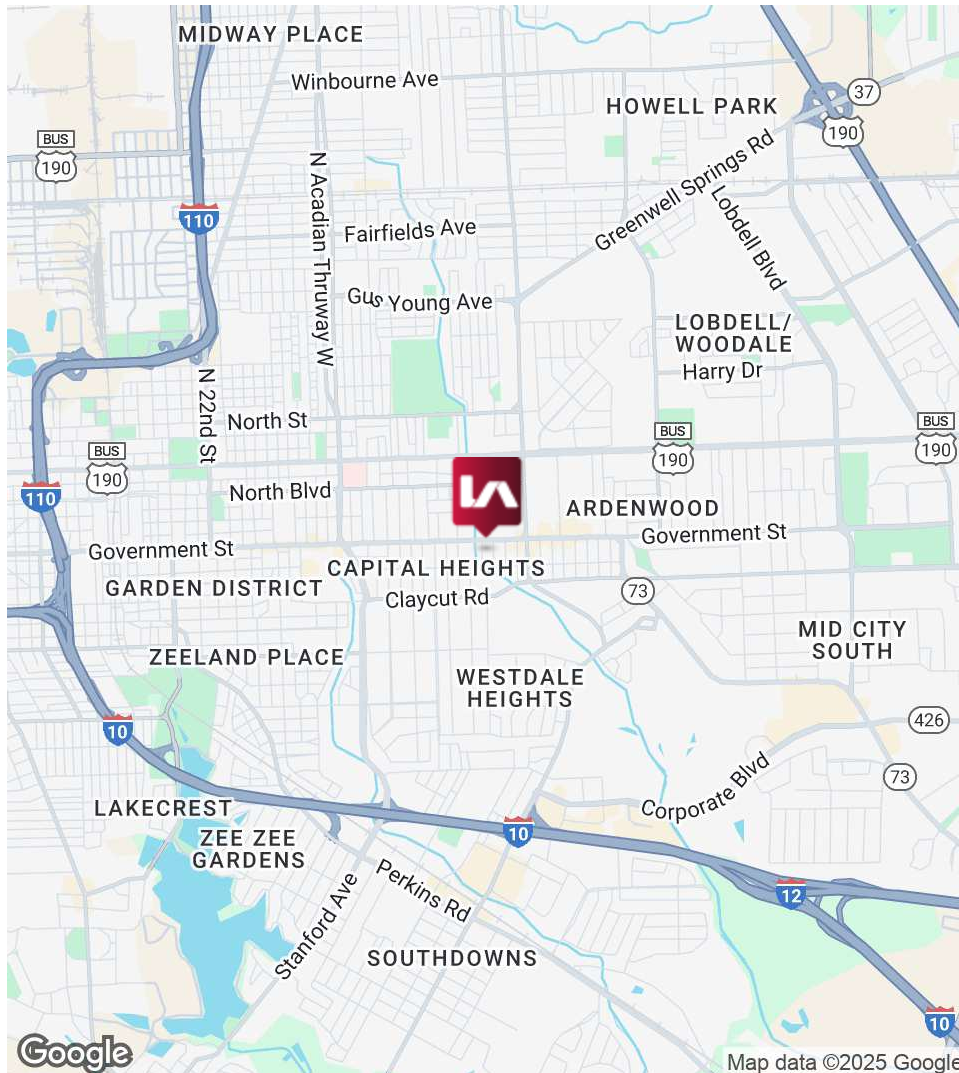 MIDWAY PLACE
Winbourne Ave
HOWELL PARK
37
190
BUS
190
N Acadian Thruway W
Greenwell Springs Rd
Lobdell Blvd
110
Fairfields Ave
Gus Young Ave
LOBDELL/
WOODALE
Harry Dr
N 22nd St
North St
BUS
190
BUS
190
BUS
190
110
North Blvd
ARDENWOOD
Government St
Government St
CAPITAL HEIGHTS
GARDEN DISTRICT
Claycut Rd
73
MID CITY
SOUTH
ZEELAND PLACE
WESTDALE
HEIGHTS
10
426
73
Corporate Blvd
LAKECREST
10
ZEE ZEE
GARDENS
Perkins Rd
12
Stanford Ave
SOUTHDOWNS
10
Google
Map data ©2025 Google